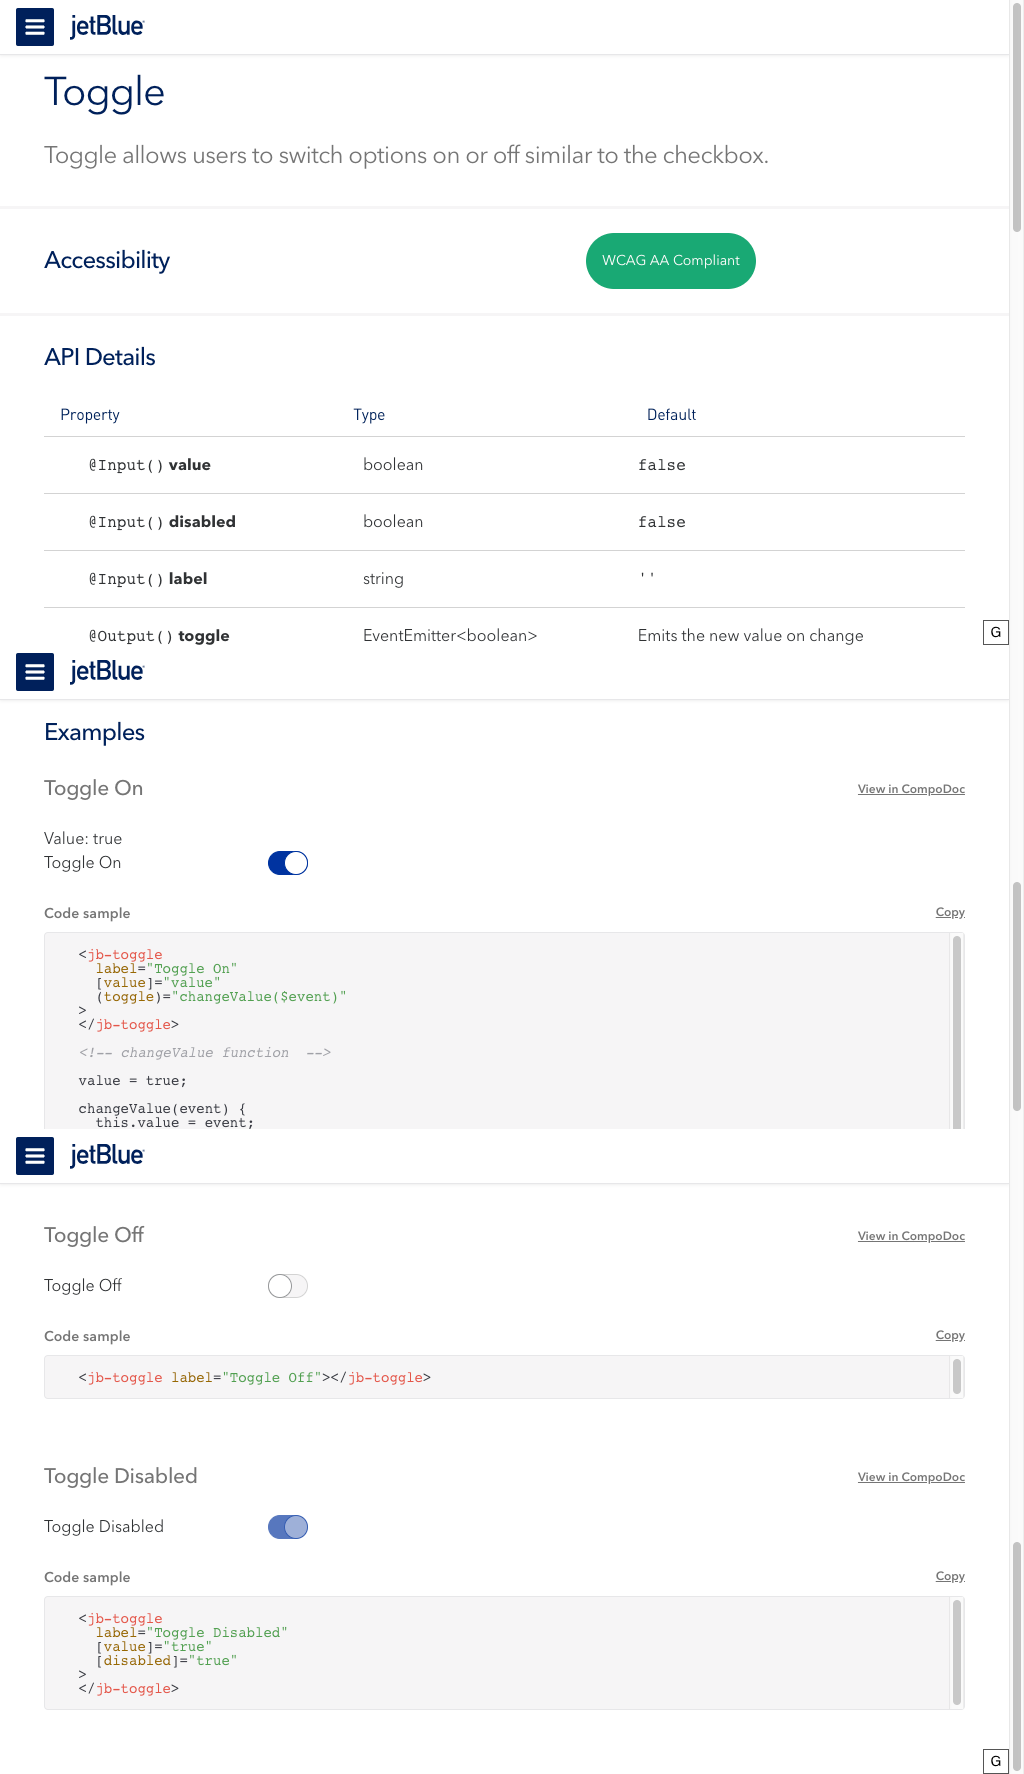 jetBlue
Toggle
Toggle allows users to switch options on or off similar to the checkbox.
Accessibility
WCAG AA Compliant
API Details
Property Type Default
@Input() value boolean false
@Input() disabled boolean false
@Input() label string ''
@Output() toggle EventEmitter<boolean> Emits the new value on change
G
jetBlue
Examples
Toggle On View in CompoDoc
Value: true
Toggle On
Code sample Copy
<jb-toggle
label="Toggle On"
[value]="value"
(toggle)="changeValue($event)"
>
</jb-toggle>
<!-- changeValue function  -->
value = true;
changeValue(event) {
this.value = event;
jetBlue
Toggle Off View in CompoDoc
Toggle Off
Code sample Copy
<jb-toggle label="Toggle Off"></jb-toggle>
Toggle Disabled View in CompoDoc
Toggle Disabled
Code sample Copy
<jb-toggle
label="Toggle Disabled"
[value]="true"
[disabled]="true"
>
</jb-toggle>
G